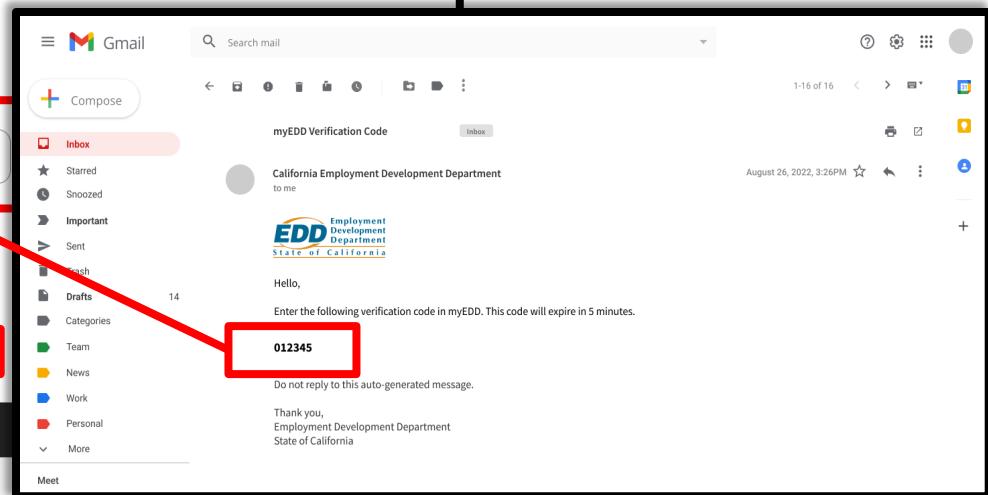 Gmail
Search mail
Compose
1-16 of 16
Inbox
Starred
Snoozed
Important
Sent
Trash
Drafts 14
Categories
Team
News
Work
Personal
More
Meet
myEDD Verification Code Inbox
California Employment Development Department August 26, 2022, 3:26PM
to me
EDD Employment
Development
Department
State of California
Hello,
Enter the following verification code in myEDD. This code will expire in 5 minutes.
012345
Do not reply to this auto-generated message.
Thank you,
Employment Development Department
State of California
31